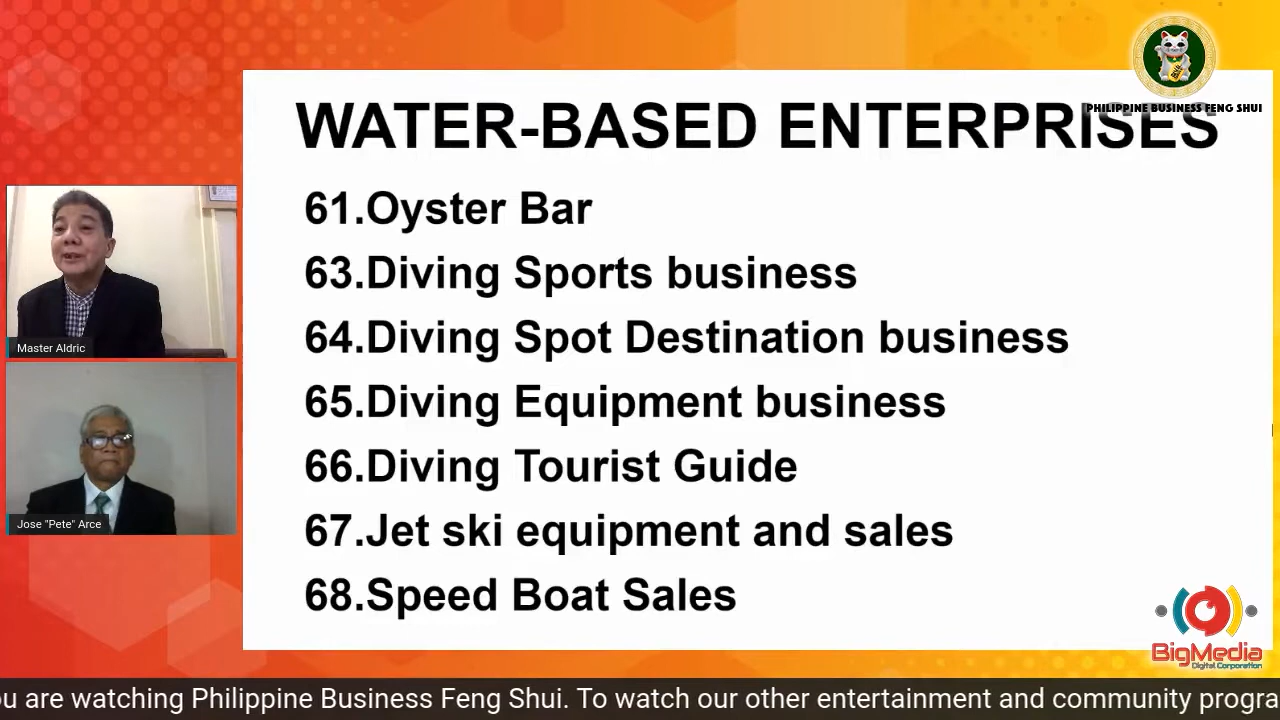 PHILIPPINE BUSINESS FENG SHUI
WATER-BASED ENTERPRISES
61.Oyster Bar
63.Diving Sports business
64.Diving Spot Destination business
65.Diving Equipment business
66.Diving Tourist Guide
67.Jet ski equipment and sales
68.Speed Boat Sales
Master Aldric
Jose "Pete" Arce
BigMedia
Digital Corporation
ou are watching Philippine Business Feng Shui. To watch our other entertainment and community progra